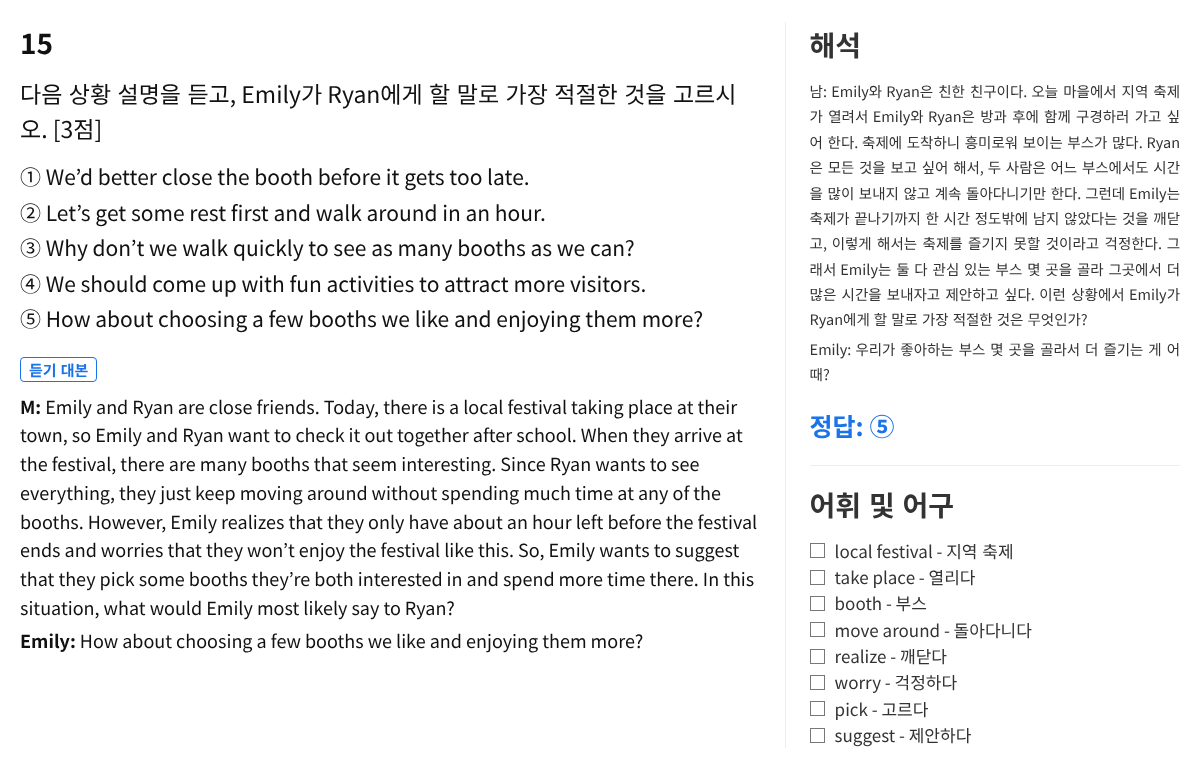 15
다음 상황 설명을 듣고, Emily가 Ryan에게 할 말로 가장 적절한 것을 고르시
오. [3점]
① We’d better close the booth before it gets too late.
② Let’s get some rest first and walk around in an hour.
③ Why don’t we walk quickly to see as many booths as we can?
④ We should come up with fun activities to attract more visitors.
⑤ How about choosing a few booths we like and enjoying them more?
듣기 대본
M: Emily and Ryan are close friends. Today, there is a local festival taking place at their
town, so Emily and Ryan want to check it out together after school. When they arrive at
the festival, there are many booths that seem interesting. Since Ryan wants to see
everything, they just keep moving around without spending much time at any of the
booths. However, Emily realizes that they only have about an hour left before the festival
ends and worries that they won’t enjoy the festival like this. So, Emily wants to suggest
that they pick some booths they’re both interested in and spend more time there. In this
situation, what would Emily most likely say to Ryan?
Emily: How about choosing a few booths we like and enjoying them more?
해석
남: Emily와 Ryan은 친한 친구이다. 오늘 마을에서 지역 축제
가 열려서 Emily와 Ryan은 방과 후에 함께 구경하러 가고 싶
어 한다. 축제에 도착하니 흥미로워 보이는 부스가 많다. Ryan
은 모든 것을 보고 싶어 해서, 두 사람은 어느 부스에서도 시간
을 많이 보내지 않고 계속 돌아다니기만 한다. 그런데 Emily는
축제가 끝나기까지 한 시간 정도밖에 남지 않았다는 것을 깨닫
고, 이렇게 해서는 축제를 즐기지 못할 것이라고 걱정한다. 그
래서 Emily는 둘 다 관심 있는 부스 몇 곳을 골라 그곳에서 더
많은 시간을 보내자고 제안하고 싶다. 이런 상황에서 Emily가
Ryan에게 할 말로 가장 적절한 것은 무엇인가?
Emily: 우리가 좋아하는 부스 몇 곳을 골라서 더 즐기는 게 어
때?
정답: ⑤
어휘 및 어구
local festival - 지역 축제
take place - 열리다
booth - 부스
move around - 돌아다니다
realize - 깨닫다
worry - 걱정하다
pick - 고르다
suggest - 제안하다